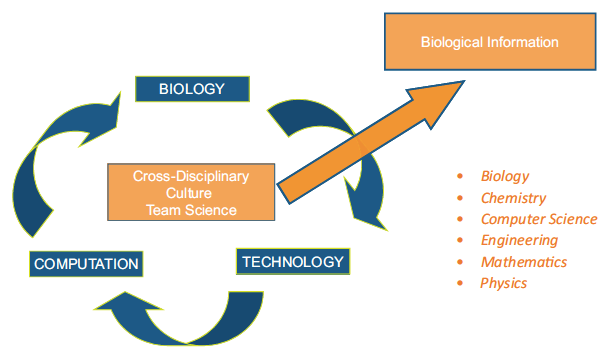 Biological Information
BIOLOGY
Cross-Disciplinary
Culture
Team Science
COMPUTATION
TECHNOLOGY
• Biology
• Chemistry
• Computer Science
• Engineering
• Mathematics
• Physics